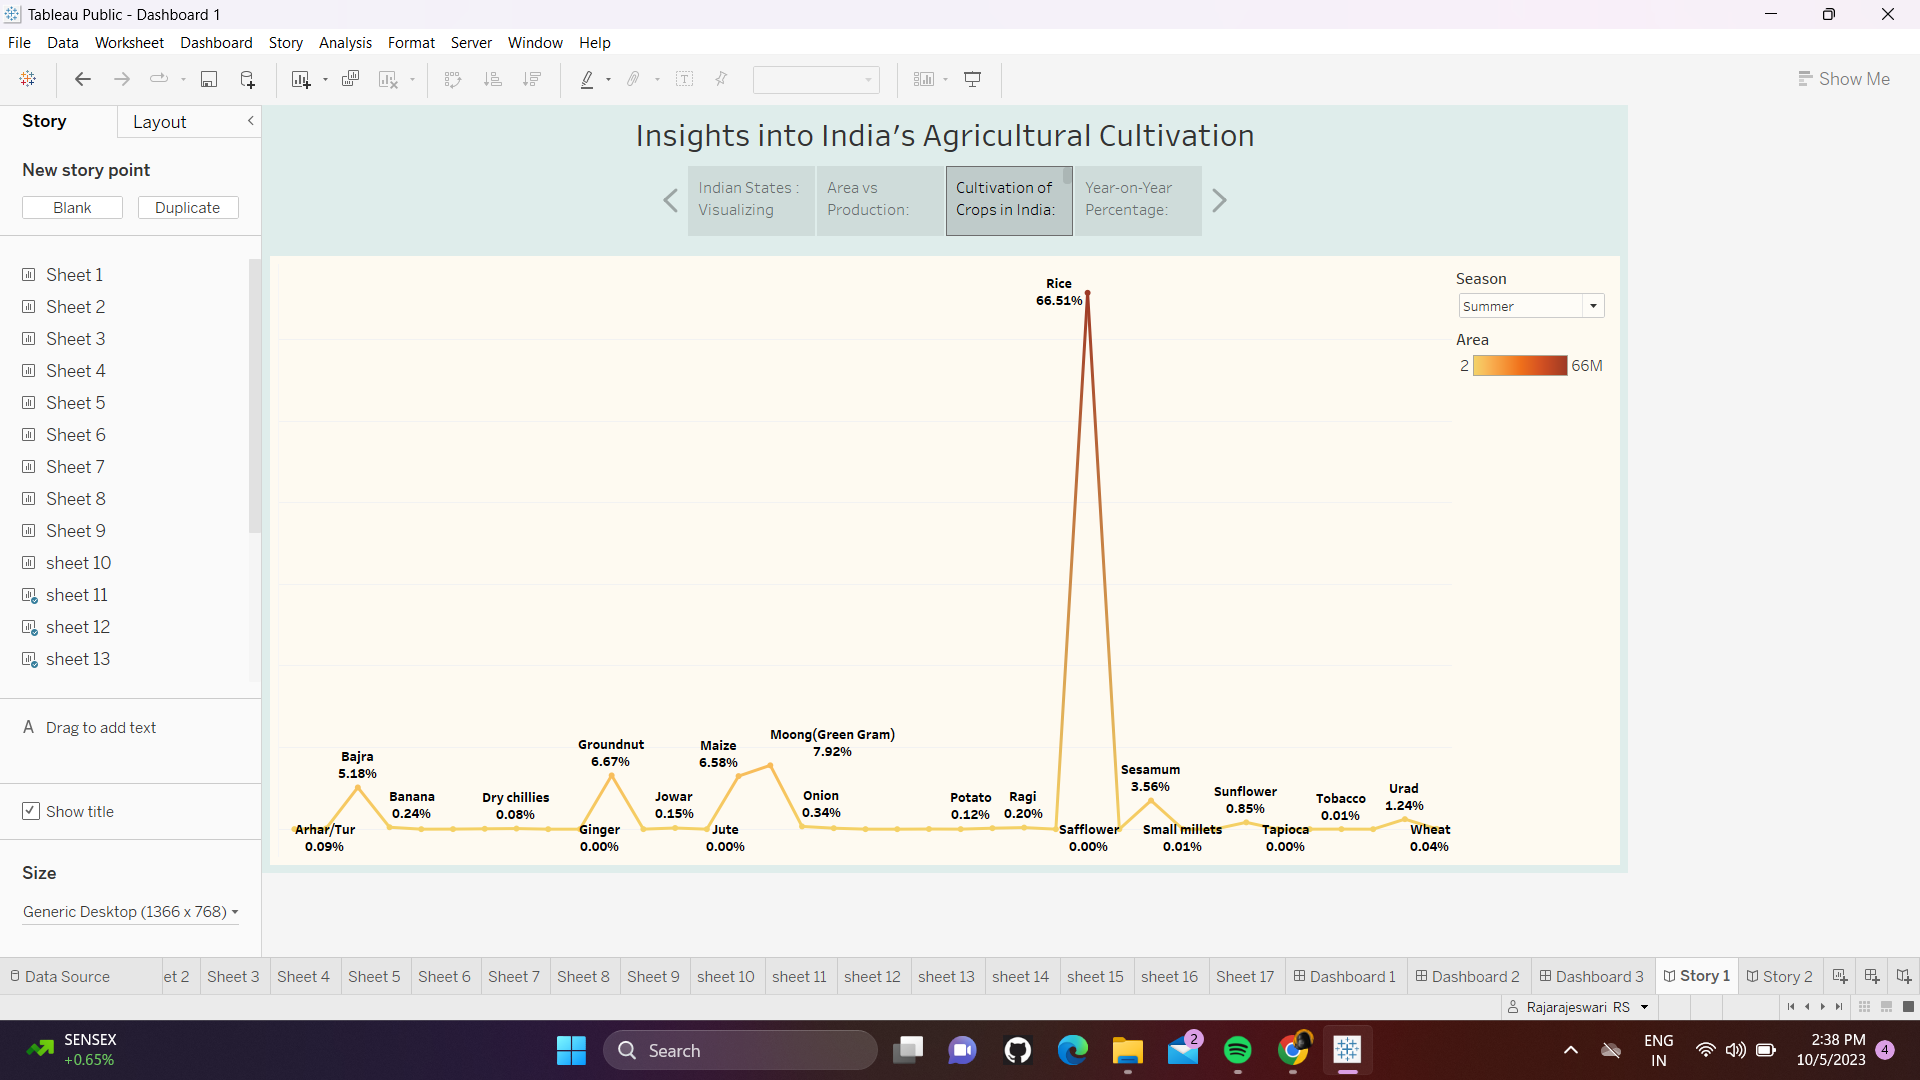 Tableau Public - Dashboard 1
File Data Worksheet Dashboard Story Analysis Format Server Window Help
Show Me
Story
Layout
New story point
Blank
Duplicate
Sheet 1
Sheet 2
Sheet 3
Sheet 4
Sheet 5
Sheet 6
Sheet 7
Sheet 8
Sheet 9
sheet 10
sheet 11
sheet 12
sheet 13
A Drag to add text
Show title
Size
Generic Desktop (1366 x 768)
Insights into India's Agricultural Cultivation
Indian States :
Visualizing
Area vs
Production:
Cultivation of
Crops in India:
Year-on-Year
Percentage:
Season
Summer
Area
2 66M
Rice
66.51%
Bajra
5.18%
Groundnut
6.67%
Maize
6.58%
Moong(Green Gram)
7.92%
Sesamum
3.56%
Banana
0.24%
Dry chillies
0.08%
Jowar
0.15%
Onion
0.34%
Potato
0.12%
Ragi
0.20%
Sunflower
0.85%
Tobacco
0.01%
Urad
1.24%
Arhar/Tur
0.09%
Ginger
0.00%
Jute
0.00%
Safflower
0.00%
Small millets
0.01%
Tapioca
0.00%
Wheat
0.04%
Data Source et 2 Sheet 3 Sheet 4 Sheet 5 Sheet 6 Sheet 7 Sheet 8 Sheet 9 sheet 10 sheet 11 sheet 12 sheet 13 sheet 14 sheet 15 sheet 16 Sheet 17 Dashboard 1 Dashboard 2 Dashboard 3 Story 1 Story 2
Rajarajeswari RS
SENSEX
+0.65%
Search
2
ENG
IN
2:38 PM
10/5/2023
4